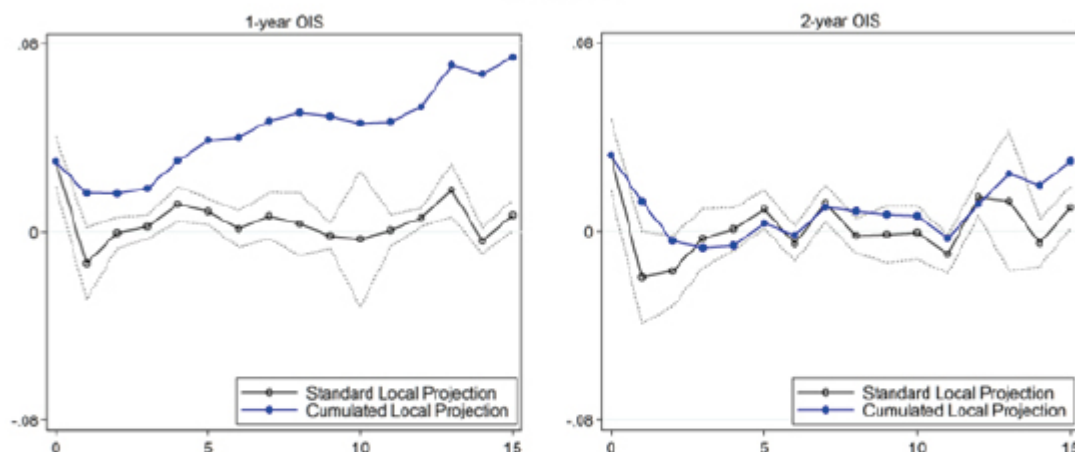 1-year OIS
.08
0
-.08
0 5 10 15
Standard Local Projection
Cumulated Local Projection
2-year OIS
.08
0
-.08
0 5 10 15
Standard Local Projection
Cumulated Local Projection